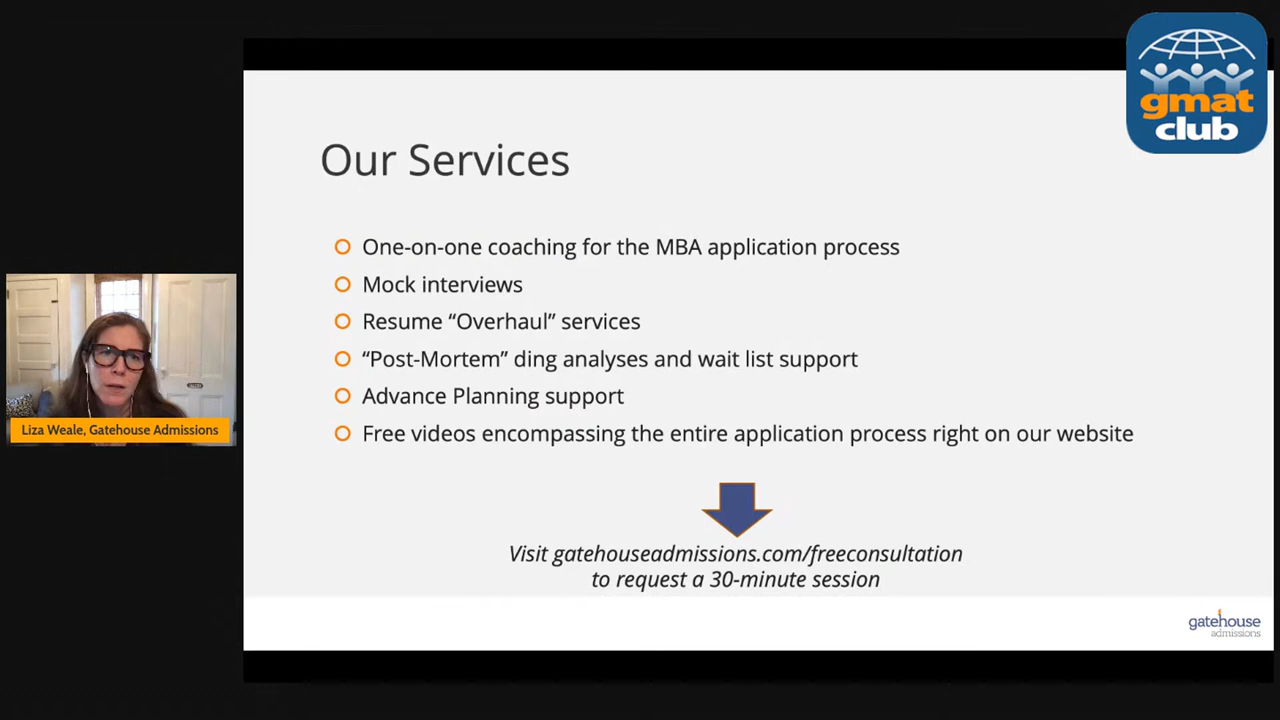 gmat
club
Our Services
One-on-one coaching for the MBA application process
Mock interviews
Resume “Overhaul” services
“Post-Mortem” ding analyses and wait list support
Advance Planning support
Free videos encompassing the entire application process right on our website
Liza Weale, Gatehouse Admissions
Visit gatehouseadmissions.com/freeconsultation
to request a 30-minute session
gatehouse
admissions